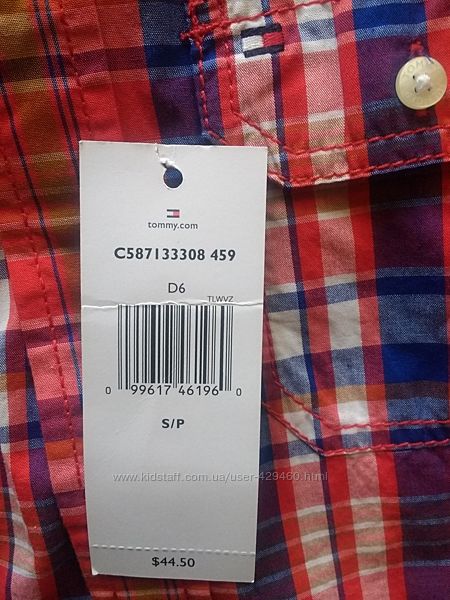 tommy.com
C587133308 459
D6
TLWVZ
0 99617 46196 0
S/P
www.kidstaff.com.ua/user-429460.html
$44.50